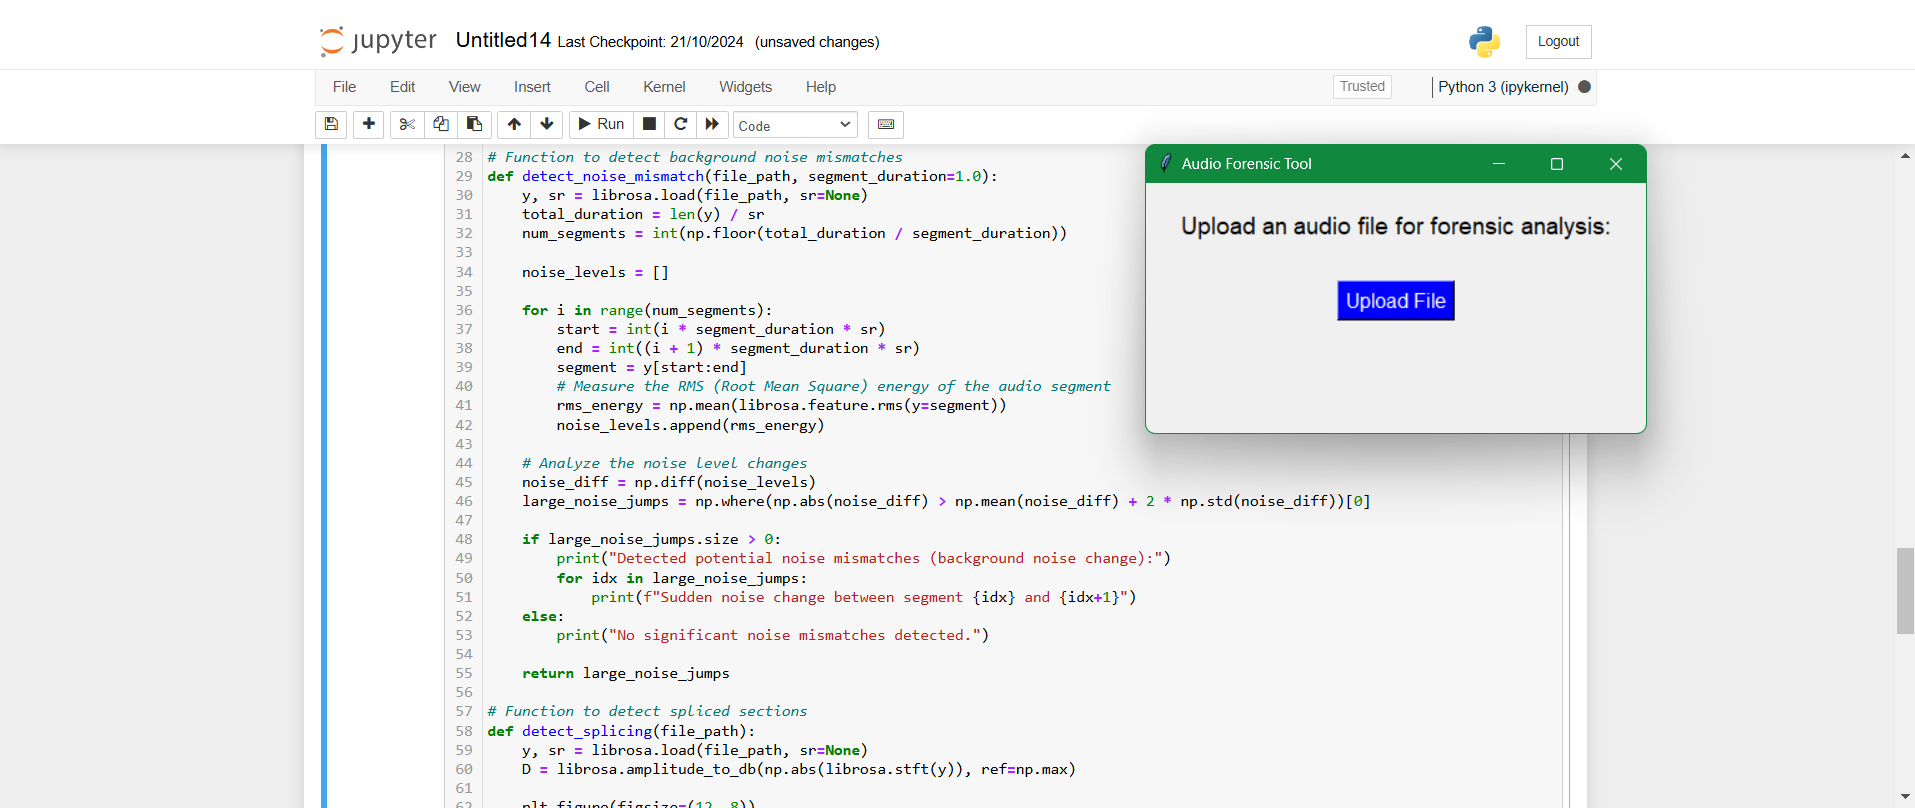 jupyter Untitled14 Last Checkpoint: 21/10/2024 (unsaved changes)
Logout
File Edit View Insert Cell Kernel Widgets Help
Trusted
Python 3 (ipykernel)
Run
Code
28 # Function to detect background noise mismatches
29 def detect_noise_mismatch(file_path, segment_duration=1.0):
30     y, sr = librosa.load(file_path, sr=None)
31     total_duration = len(y) / sr
32     num_segments = int(np.floor(total_duration / segment_duration))
33
34     noise_levels = []
35
36     for i in range(num_segments):
37         start = int(i * segment_duration * sr)
38         end = int((i + 1) * segment_duration * sr)
39         segment = y[start:end]
40         # Measure the RMS (Root Mean Square) energy of the audio segment
41         rms_energy = np.mean(librosa.feature.rms(y=segment))
42         noise_levels.append(rms_energy)
43
44     # Analyze the noise level changes
45     noise_diff = np.diff(noise_levels)
46     large_noise_jumps = np.where(np.abs(noise_diff) > np.mean(noise_diff) + 2 * np.std(noise_diff))[0]
47
48     if large_noise_jumps.size > 0:
49         print("Detected potential noise mismatches (background noise change):")
50         for idx in large_noise_jumps:
51             print(f"Sudden noise change between segment {idx} and {idx+1}")
52     else:
53         print("No significant noise mismatches detected.")
54
55     return large_noise_jumps
56
57 # Function to detect spliced sections
58 def detect_splicing(file_path):
59     y, sr = librosa.load(file_path, sr=None)
60     D = librosa.amplitude_to_db(np.abs(librosa.stft(y)), ref=np.max)
61
62     plt.figure(figsize=(12, 8))
Audio Forensic Tool
Upload an audio file for forensic analysis:
Upload File